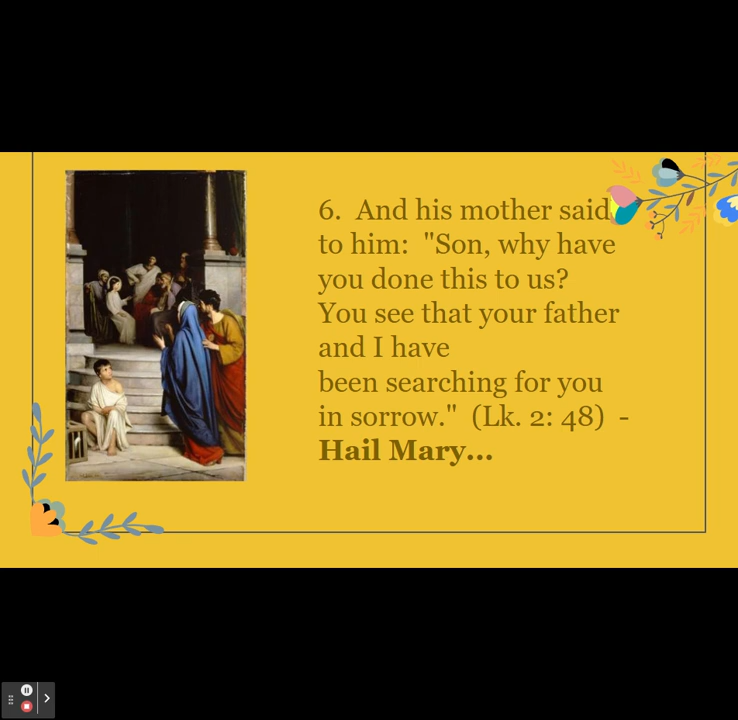 6.  And his mother said
to him:  "Son, why have
you done this to us?
You see that your father
and I have
been searching for you
in sorrow."  (Lk. 2: 48)  -
Hail Mary...